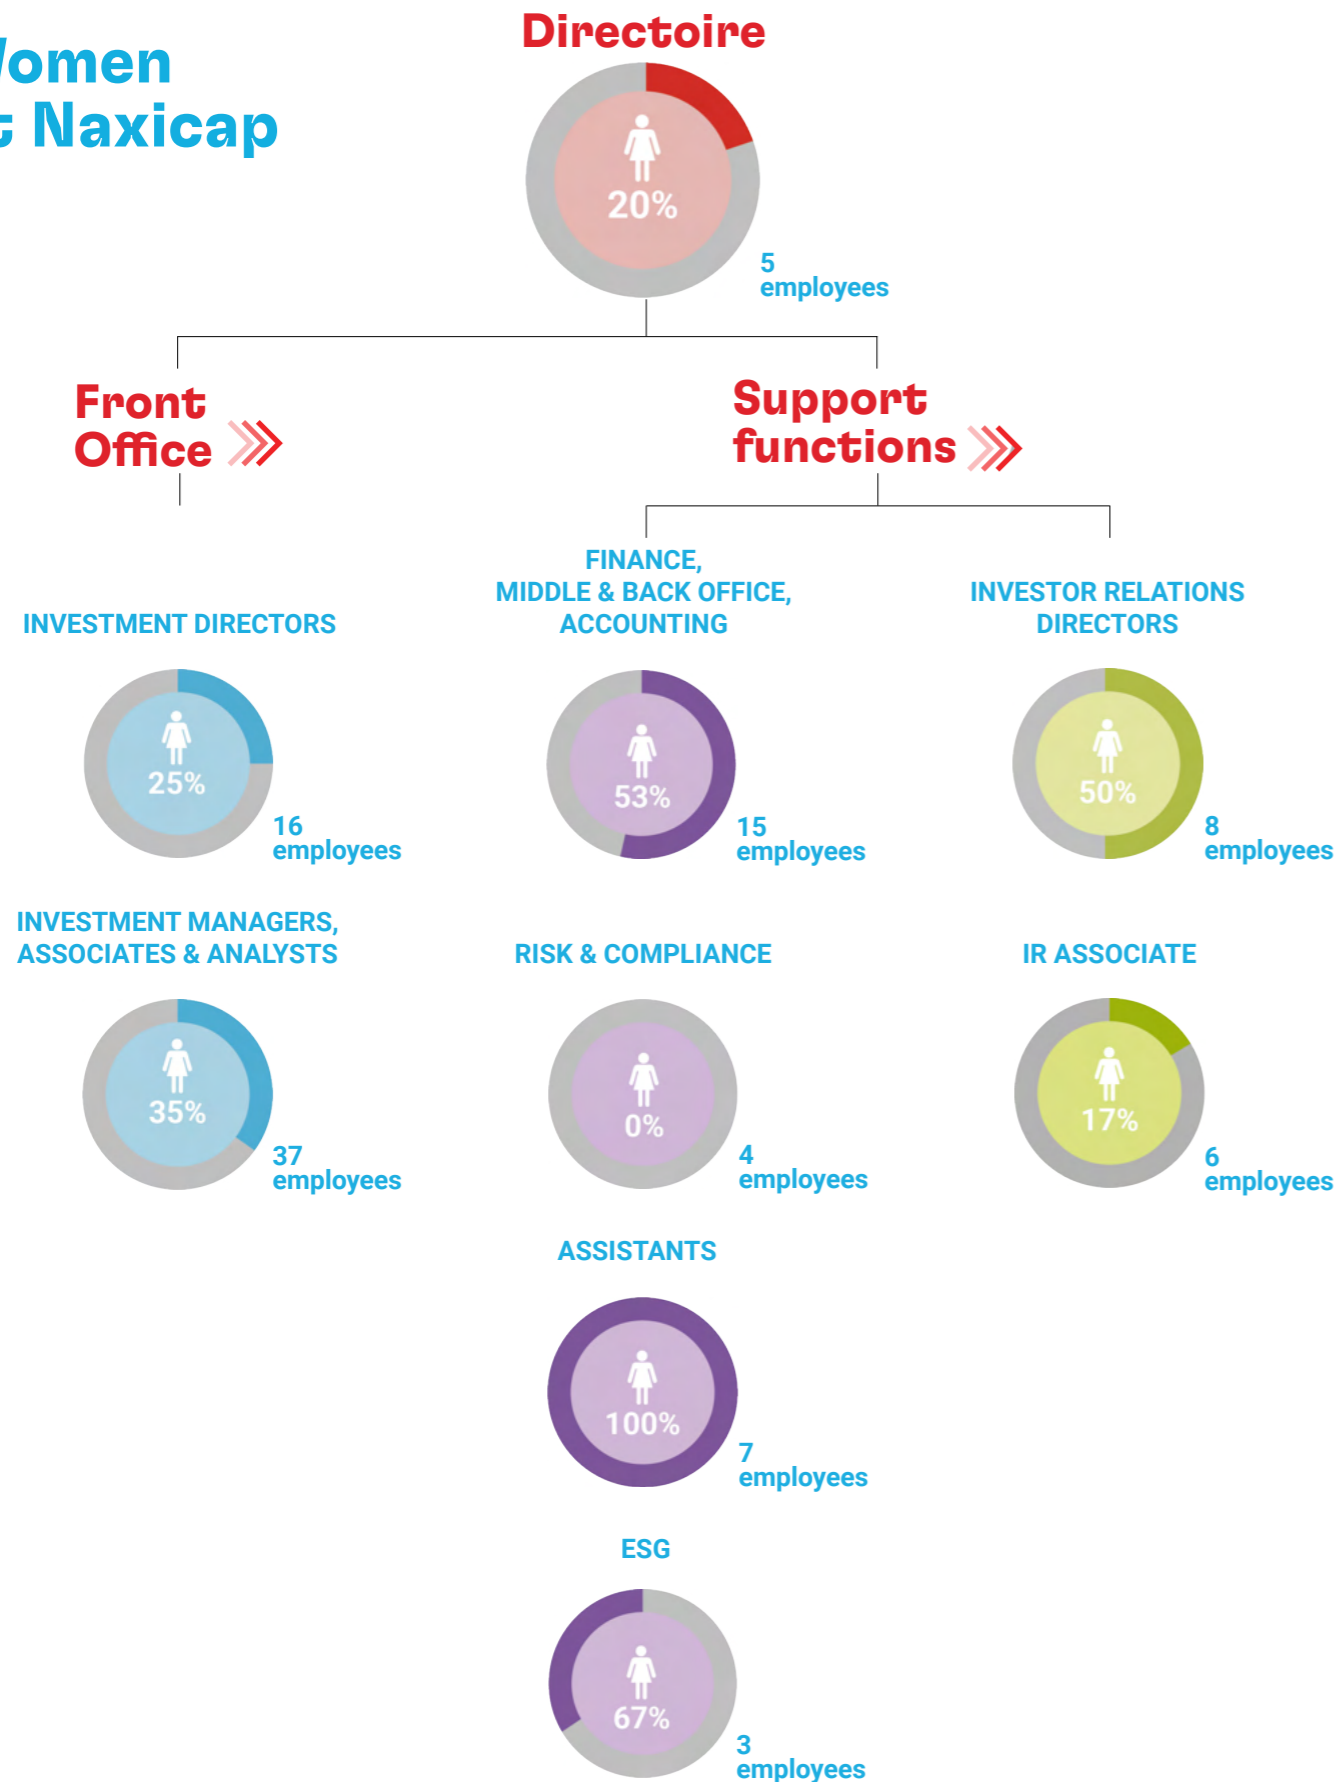 Women
t Naxicap
Directoire
20%
5
employees
Front
Office
Support
functions
INVESTMENT DIRECTORS
25%
16
employees
INVESTMENT MANAGERS,
ASSOCIATES & ANALYSTS
35%
37
employees
FINANCE,
MIDDLE & BACK OFFICE,
ACCOUNTING
53%
15
employees
RISK & COMPLIANCE
0%
4
employees
ASSISTANTS
100%
7
employees
ESG
67%
3
employees
INVESTOR RELATIONS
DIRECTORS
50%
8
employees
IR ASSOCIATE
17%
6
employees